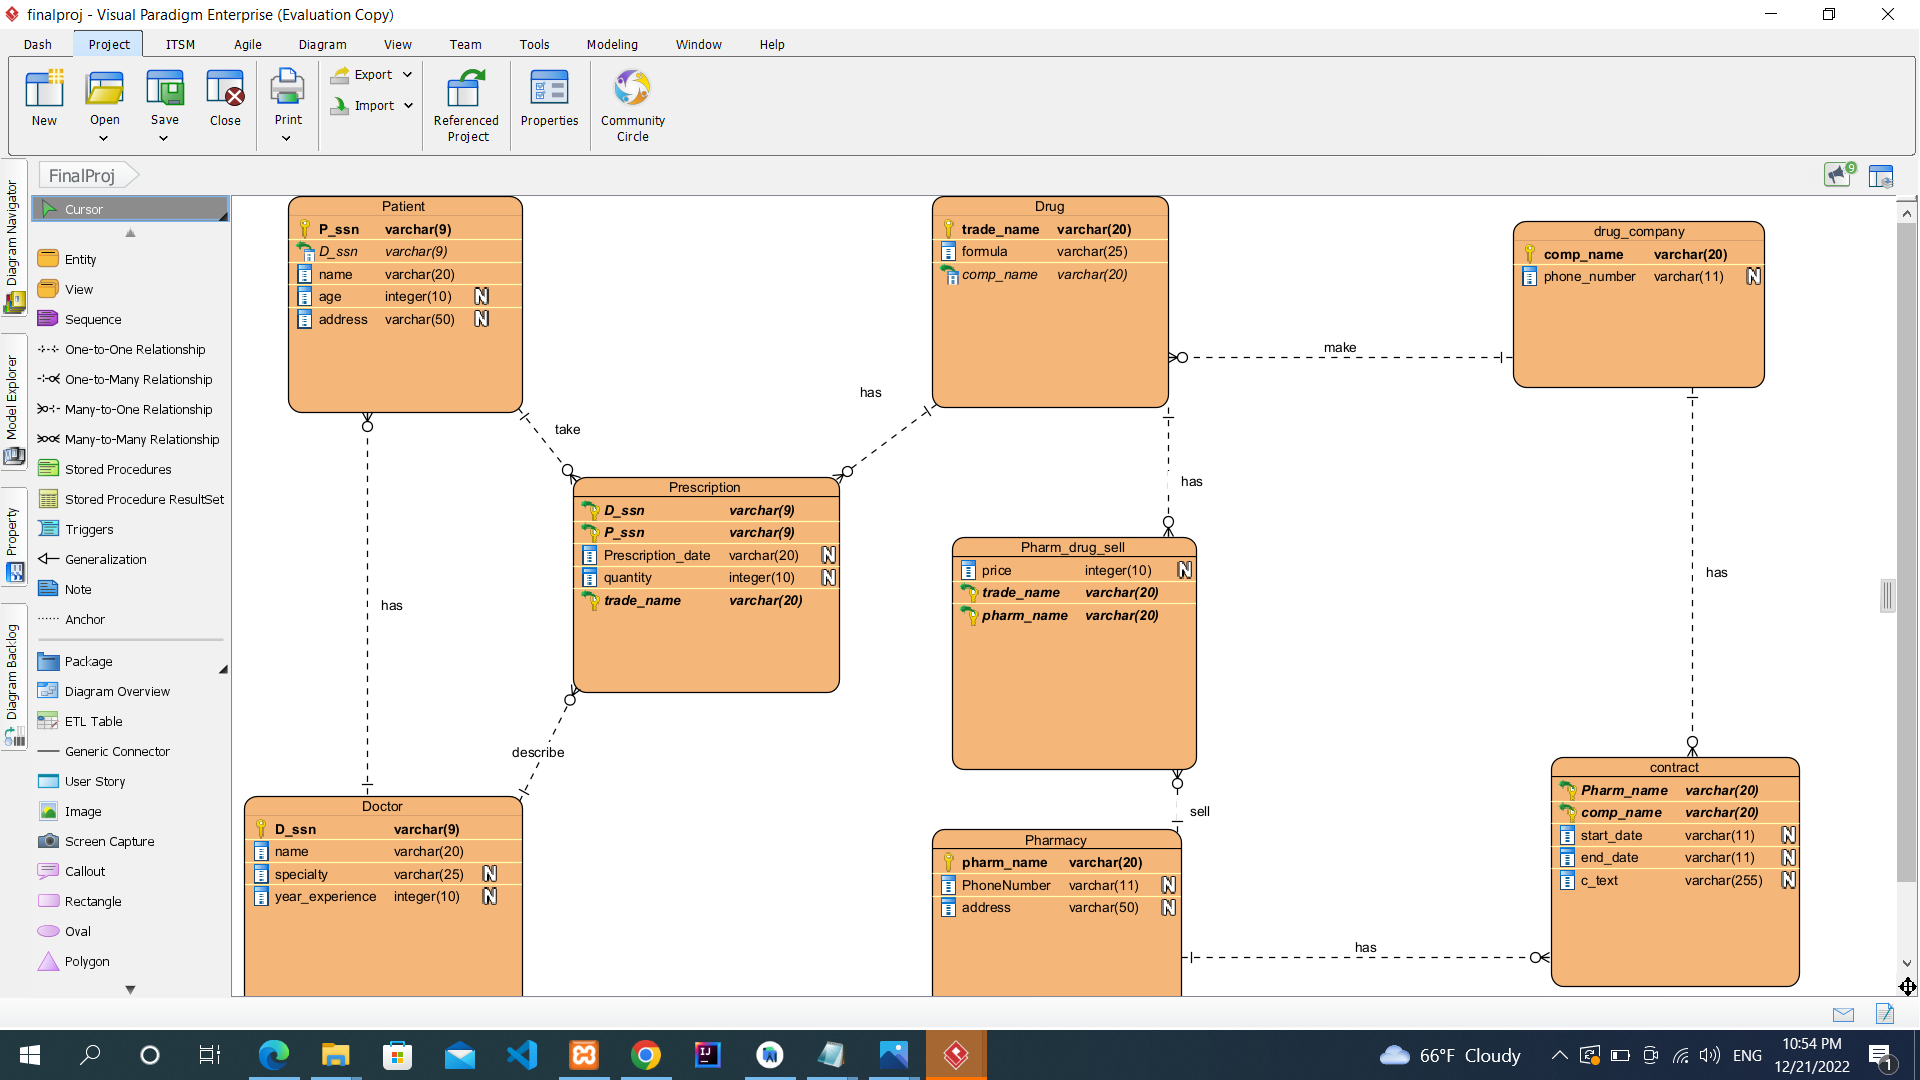 finalproj - Visual Paradigm Enterprise (Evaluation Copy)
Dash Project ITSM Agile Diagram View Team Tools Modeling Window Help
New Open Save Close Print Export Import Referenced Project Properties Community Circle
FinalProj
9
Diagram Navigator
Model Explorer
Property
Diagram Backlog
Cursor
Entity
View
Sequence
One-to-One Relationship
One-to-Many Relationship
Many-to-One Relationship
Many-to-Many Relationship
Stored Procedures
Stored Procedure ResultSet
Triggers
Generalization
Note
Anchor
Package
Diagram Overview
ETL Table
Generic Connector
User Story
Image
Screen Capture
Callout
Rectangle
Oval
Polygon
Patient
P_ssn varchar(9)
D_ssn varchar(9)
name varchar(20)
age integer(10) N
address varchar(50) N
Drug
trade_name varchar(20)
formula varchar(25)
comp_name varchar(20)
drug_company
comp_name varchar(20)
phone_number varchar(11) N
make
has
take
has
Prescription
D_ssn varchar(9)
P_ssn varchar(9)
Prescription_date varchar(20) N
quantity integer(10) N
trade_name varchar(20)
Pharm_drug_sell
price integer(10) N
trade_name varchar(20)
pharm_name varchar(20)
has
has
describe
sell
Doctor
D_ssn varchar(9)
name varchar(20)
specialty varchar(25) N
year_experience integer(10) N
Pharmacy
pharm_name varchar(20)
PhoneNumber varchar(11) N
address varchar(50) N
contract
Pharm_name varchar(20)
comp_name varchar(20)
start_date varchar(11) N
end_date varchar(11) N
c_text varchar(255) N
has
66°F Cloudy
ENG
10:54 PM
12/21/2022
1